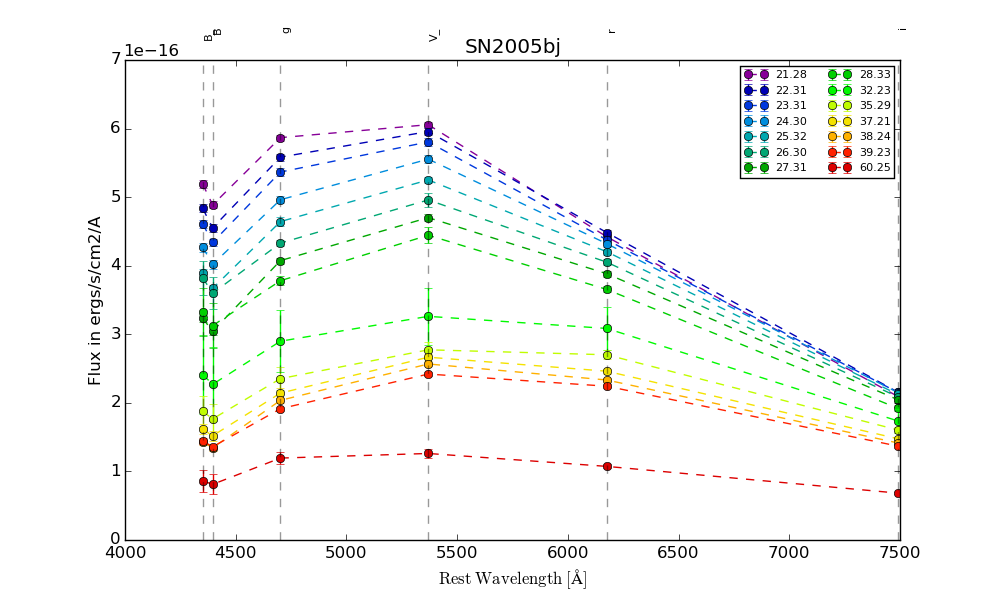 B_
B
g
V_
r
i
SN2005bj
1e−16
7
6
5
4
3
2
1
0
Flux in ergs/s/cm2/A
4000 4500 5000 5500 6000 6500 7000 7500
Rest Wavelength [Å]
21.28 28.33
22.31 32.23
23.31 35.29
24.30 37.21
25.32 38.24
26.30 39.23
27.31 60.25